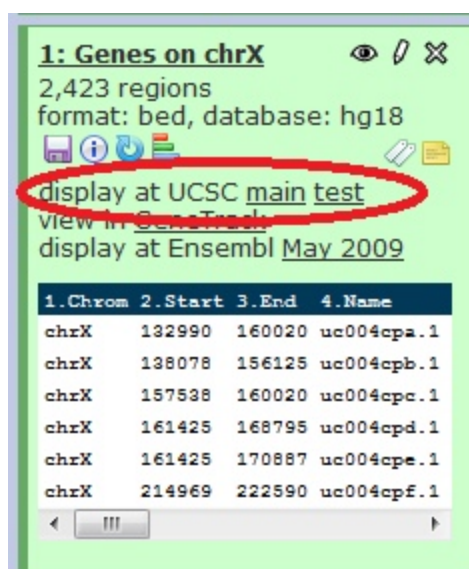 1: Genes on chrX
2,423 regions
format: bed, database: hg18
display at UCSC main test
view in GeneTrack
display at Ensembl May 2009
1.Chrom 2.Start 3.End 4.Name
chrX 132990 160020 uc004cpa.1
chrX 138078 156125 uc004cpb.1
chrX 157538 160020 uc004cpc.1
chrX 161425 168795 uc004cpd.1
chrX 161425 170887 uc004cpe.1
chrX 214969 222590 uc004cpf.1